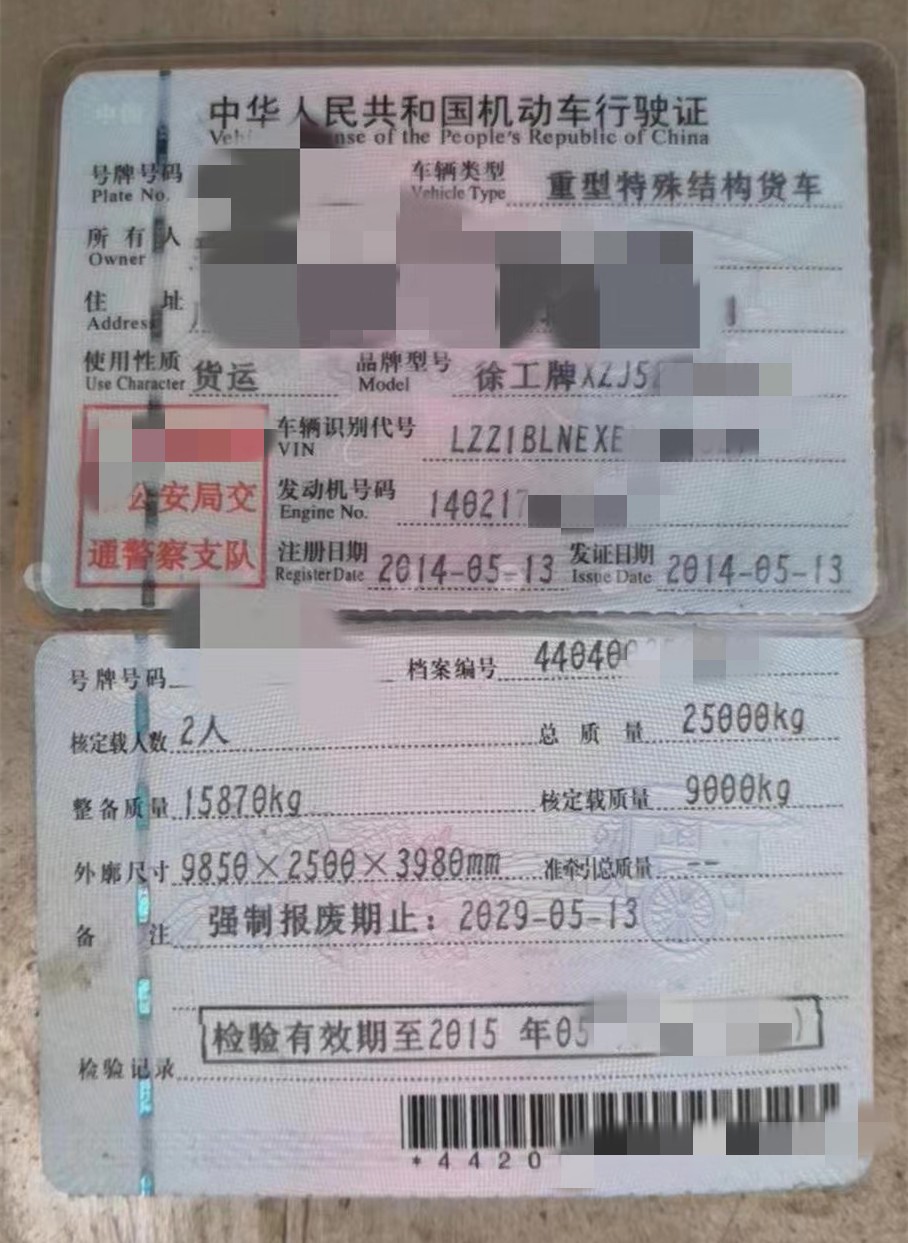 中华人民共和国机动车行驶证
Vehi nse of the People's Republic of China
号牌号码 车辆类型 重型特殊结构货车
Plate No. Vehicle Type
所有人
Owner
住址
Address
使用性质 货运 品牌型号 徐工牌XZJ5
Use Character Model
车辆识别代号 LZZ1BLNEXE
VIN
公安局交
通警察支队
发动机号码 140217
Engine No.
注册日期 2014-05-13 发证日期 2014-05-13
Register Date Issue Date
号牌号码 档案编号 440400
核定载人数 2人 总质量 25000kg
整备质量 15870kg 核定载质量 9000kg
外廓尺寸 9850×2500×3980mm 准牵引总质量 --
备注 强制报废期止：2029-05-13
检验有效期至2015 年05
检验记录
*4420